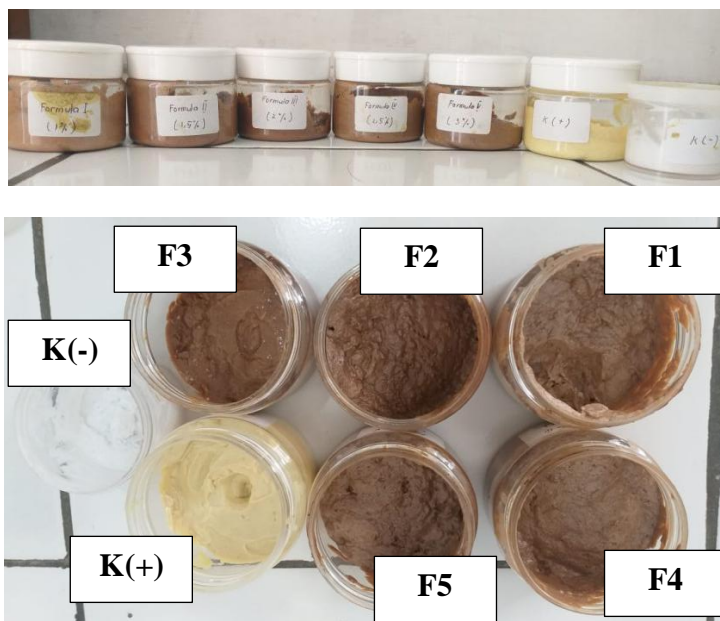 Formula I
(1%)
Formula II
(1.5%)
Formula III
(2%)
Formula IV
(2.5%)
Formula V
(3%)
K (+)
K (-)
F3
F2
F1
K(-)
K(+)
F5
F4